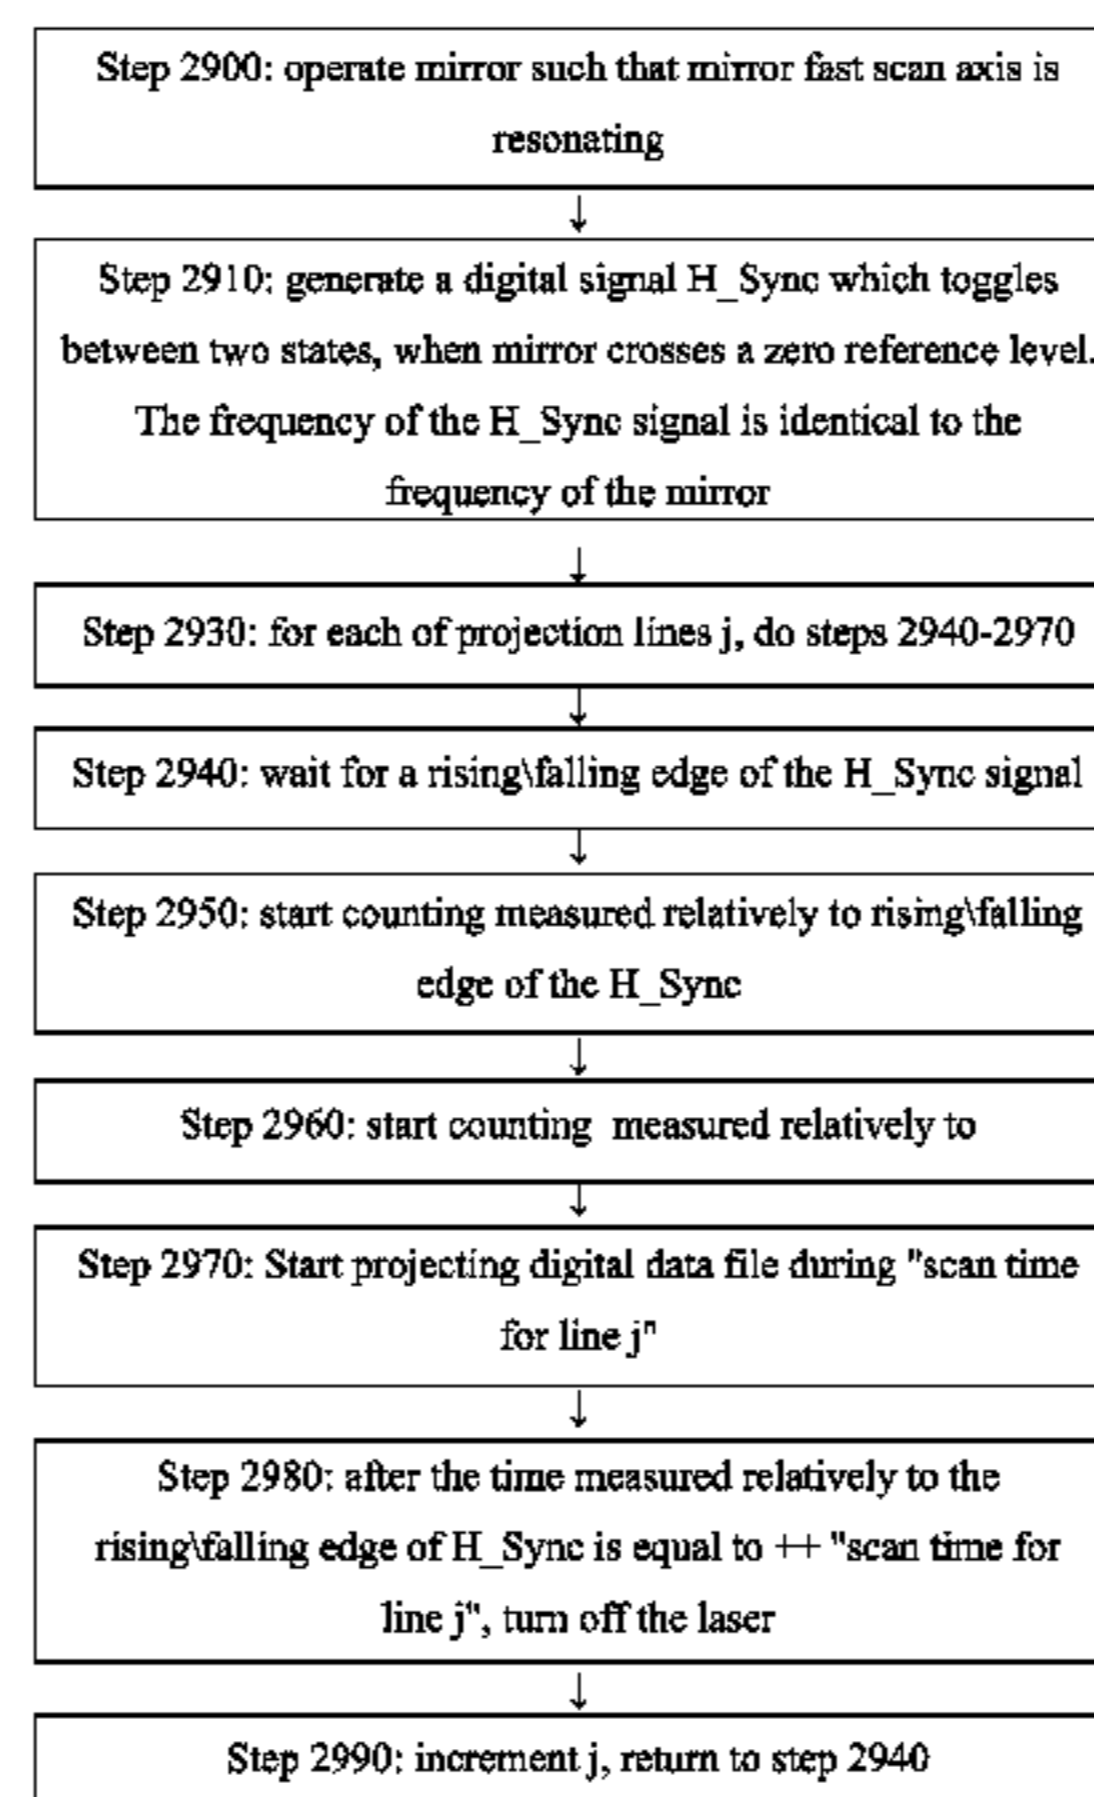 Step 2900: operate mirror such that mirror fast scan axis is
resonating
↓
Step 2910: generate a digital signal H_Sync which toggles
between two states, when mirror crosses a zero reference level.
The frequency of the H_Sync signal is identical to the
frequency of the mirror
↓
Step 2930: for each of projection lines j, do steps 2940-2970
↓
Step 2940: wait for a rising\falling edge of the H_Sync signal
↓
Step 2950: start counting measured relatively to rising\falling
edge of the H_Sync
↓
Step 2960: start counting  measured relatively to
↓
Step 2970: Start projecting digital data file during "scan time
for line j"
↓
Step 2980: after the time measured relatively to the
rising\falling edge of H_Sync is equal to ++ "scan time for
line j", turn off the laser
↓
Step 2990: increment j, return to step 2940